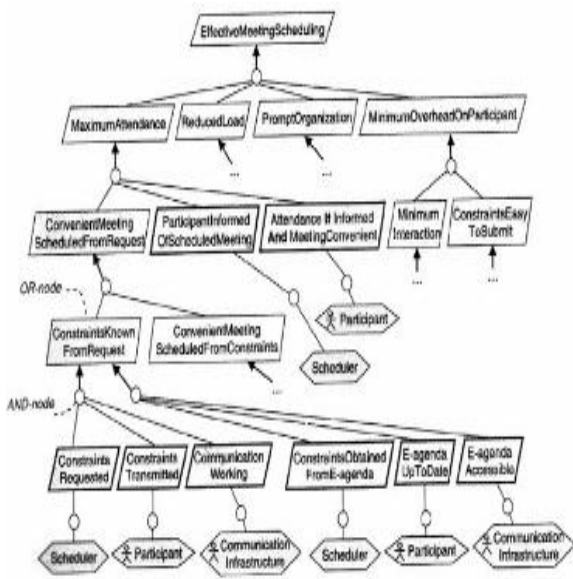 EffectiveMeetingScheduling
MaximumAttendance
ReducedLoad
PromptOrganization
MinimumOverheadOnParticipant
...
...
ConvenientMeeting
ScheduledFromRequest
ParticipantInformed
OfScheduledMeeting
Attendance If Informed
And MeetingConvenient
Minimum
Interaction
ConstraintsEasy
ToSubmit
...
...
OR-node
ConstraintsKnown
FromRequest
ConvenientMeeting
ScheduledFromConstraints
Participant
Scheduler
...
AND-node
Constraints
Requested
Constraints
Transmitted
Communication
Working
ConstraintsObtained
FromE-agenda
E-agenda
UpToDate
E-agenda
Accessible
Scheduler
Participant
Communication
Infrastructure
Scheduler
Participant
Communication
Infrastructure